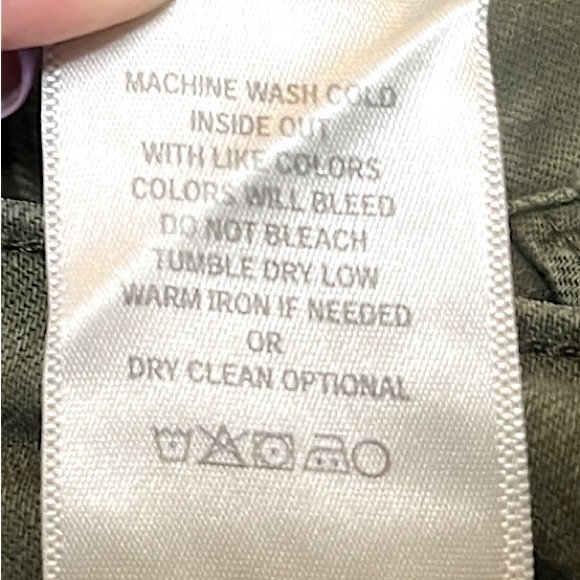 MACHINE WASH COLD
INSIDE OUT
WITH LIKE COLORS
COLORS WILL BLEED
DO NOT BLEACH
TUMBLE DRY LOW
WARM IRON IF NEEDED
OR
DRY CLEAN OPTIONAL